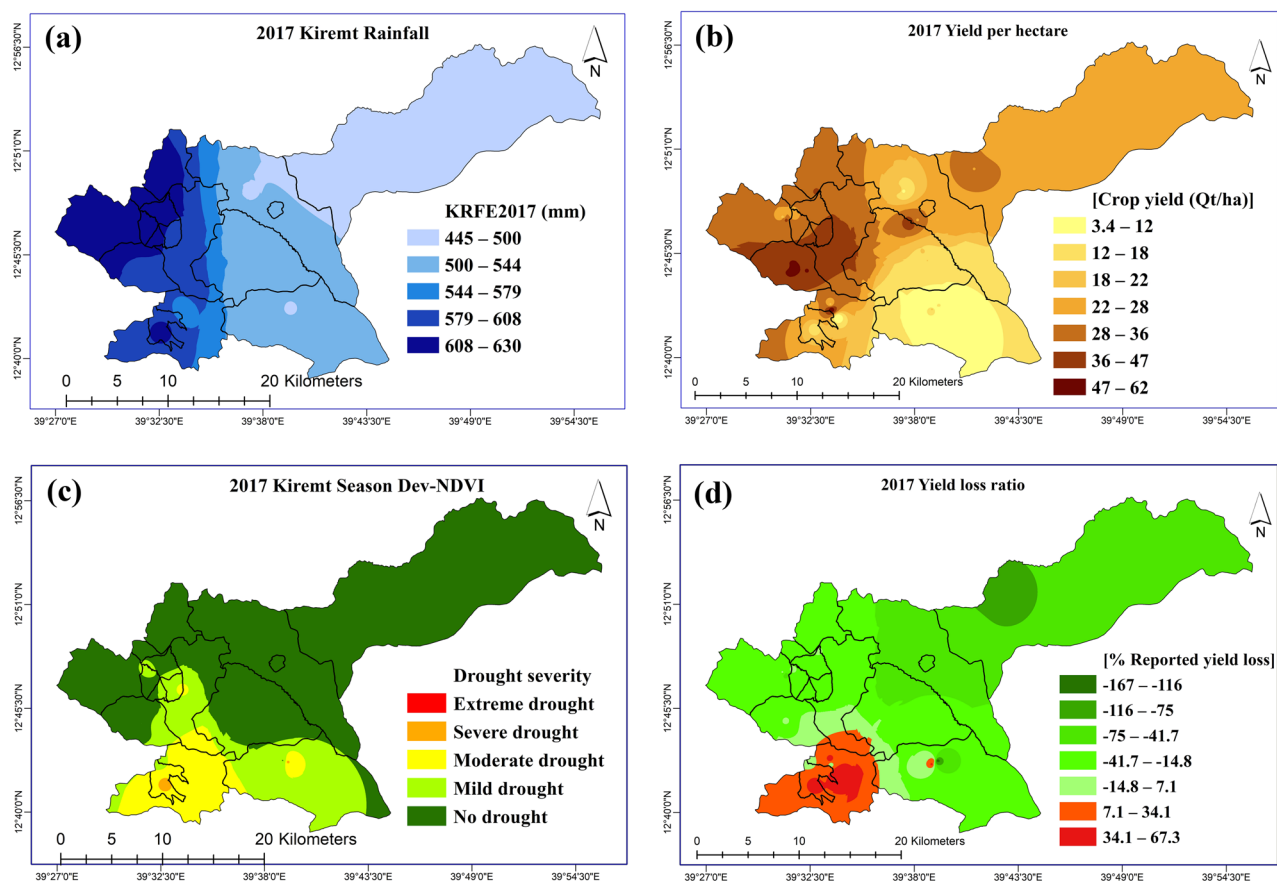 (a)
2017 Kiremt Rainfall
N
12°56'30"N
12°51'0"N
12°45'30"N
12°40'0"N
KRFE2017 (mm)
445 – 500
500 – 544
544 – 579
579 – 608
608 – 630
0 5 10 20 Kilometers
39°27'0"E 39°32'30"E 39°38'0"E 39°43'30"E 39°54'30"E
(b)
2017 Yield per hectare
N
12°56'30"N
12°51'0"N
12°45'30"N
12°40'0"N
[Crop yield (Qt/ha)]
3.4 – 12
12 – 18
18 – 22
22 – 28
28 – 36
36 – 47
47 – 62
0 5 10 20 Kilometers
39°27'0"E 39°32'30"E 39°38'0"E 39°43'30"E 39°49'0"E 39°54'30"E
(c)
2017 Kiremt Season Dev-NDVI
N
12°56'30"N
12°51'0"N
12°45'30"N
12°40'0"N
Drought severity
Extreme drought
Severe drought
Moderate drought
Mild drought
No drought
0 5 10 20 Kilometers
39°27'0"E 39°32'30"E 39°38'0"E 39°43'30"E 39°49'0"E 39°54'30"E
(d)
2017 Yield loss ratio
N
12°56'30"N
12°51'0"N
12°45'30"N
12°40'0"N
[% Reported yield loss]
-167 – -116
-116 – -75
-75 – -41.7
-41.7 – -14.8
-14.8 – 7.1
7.1 – 34.1
34.1 – 67.3
0 5 10 20 Kilometers
39°27'0"E 39°32'30"E 39°38'0"E 39°43'30"E 39°49'0"E 39°54'30"E